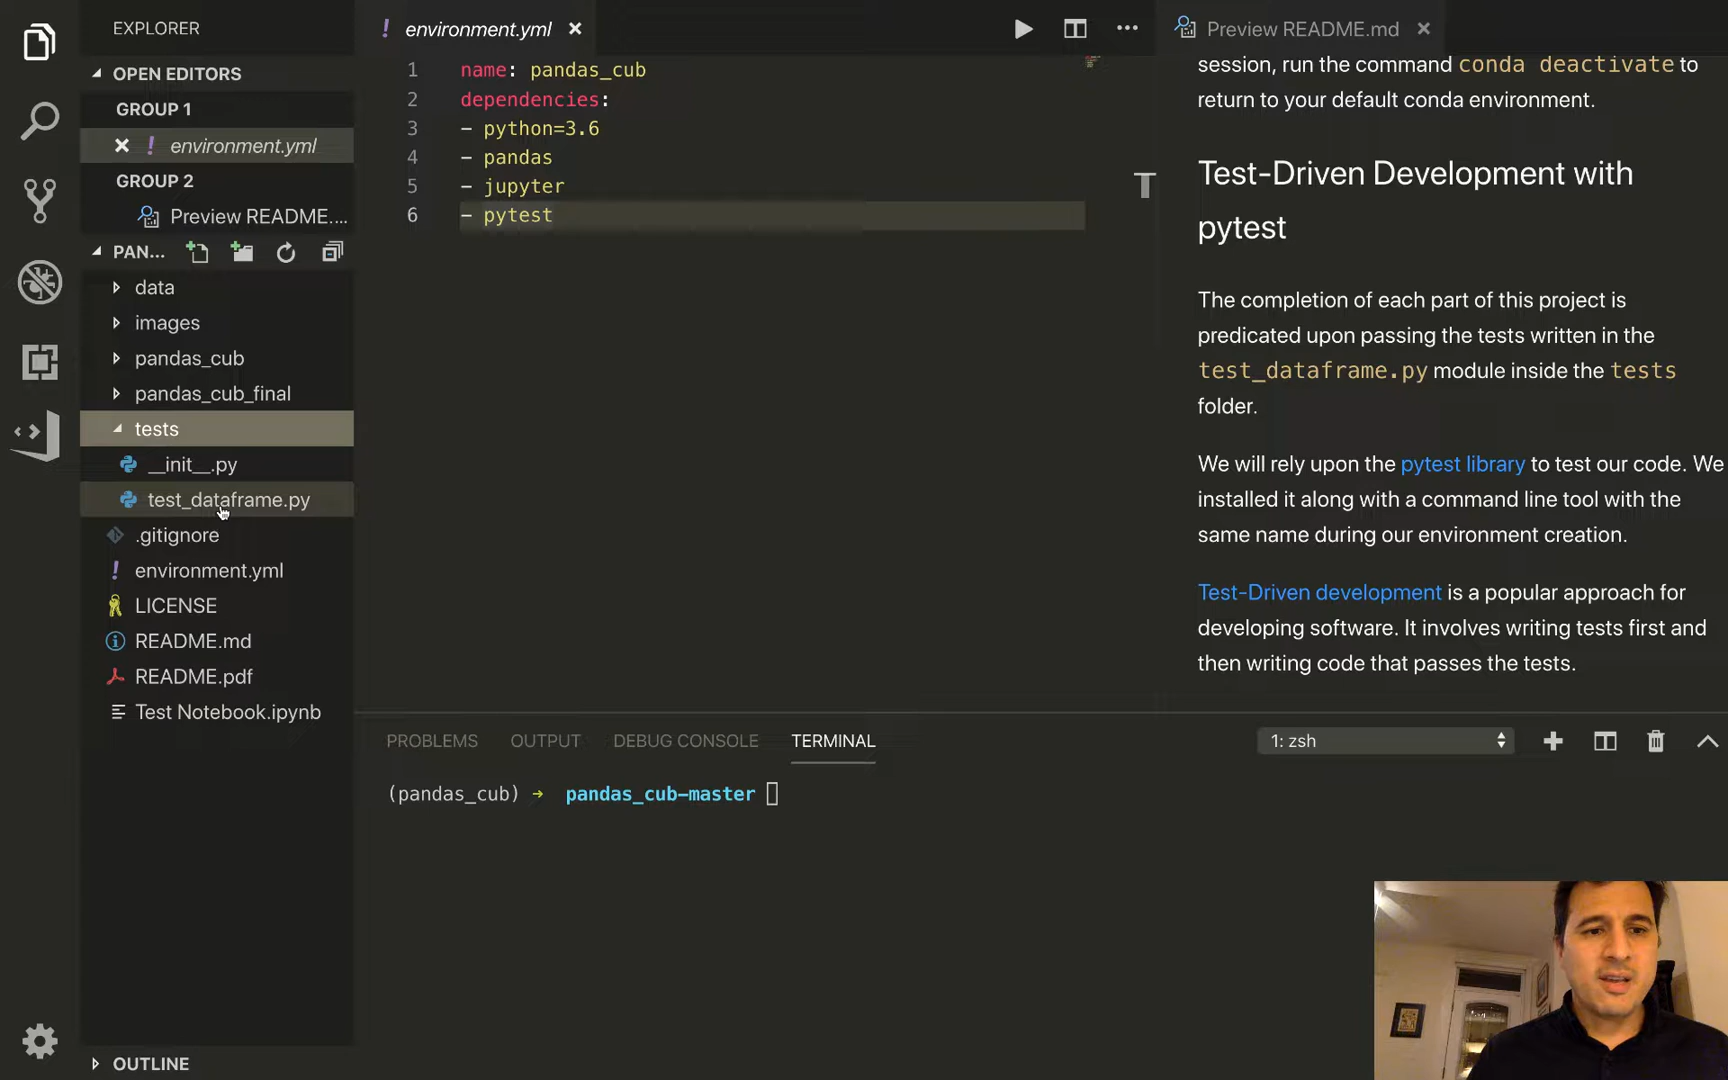 EXPLORER
OPEN EDITORS
GROUP 1
environment.yml
GROUP 2
Preview README....
PAN...
data
images
pandas_cub
pandas_cub_final
tests
__init__.py
test_dataframe.py
.gitignore
environment.yml
LICENSE
README.md
README.pdf
Test Notebook.ipynb
OUTLINE
environment.yml
1 name: pandas_cub
2 dependencies:
3 - python=3.6
4 - pandas
5 - jupyter
6 - pytest
Preview README.md
session, run the command conda deactivate to
return to your default conda environment.
Test-Driven Development with
pytest
The completion of each part of this project is
predicated upon passing the tests written in the
test_dataframe.py module inside the tests
folder.
We will rely upon the pytest library to test our code. We
installed it along with a command line tool with the
same name during our environment creation.
Test-Driven development is a popular approach for
developing software. It involves writing tests first and
then writing code that passes the tests.
PROBLEMS OUTPUT DEBUG CONSOLE TERMINAL 1: zsh
(pandas_cub) → pandas_cub-master